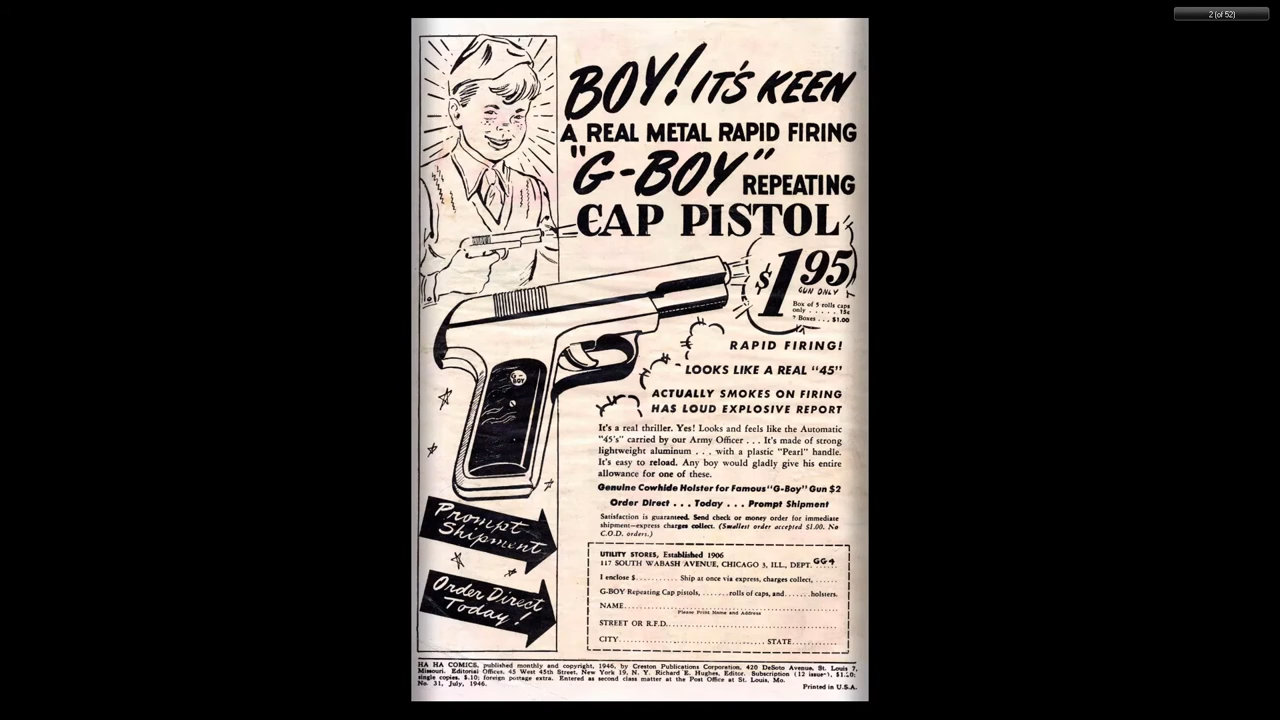 2 (of 52)
BOY! IT'S KEEN
A REAL METAL RAPID FIRING
"G-BOY" REPEATING
CAP PISTOL
$1.95
GUN ONLY
Box of 5 rolls caps
only . . . . . 15c
7 Boxes . . . $1.00
RAPID FIRING!
LOOKS LIKE A REAL "45"
ACTUALLY SMOKES ON FIRING
HAS LOUD EXPLOSIVE REPORT
G-
BOY
It's a real thriller. Yes! Looks and feels like the Automatic
"45's" carried by our Army Officer . . . It's made of strong
lightweight aluminum . . . with a plastic "Pearl" handle.
It's easy to reload. Any boy would gladly give his entire
allowance for one of these.
Genuine Cowhide Holster for Famous "G-Boy" Gun $2
Order Direct . . . Today . . . Prompt Shipment
Satisfaction is guaranteed. Send check or money order for immediate
shipment—express charges collect. (Smallest order accepted $1.00. No
C.O.D. orders.)
Prompt
Shipment
Order Direct
Today!
UTILITY STORES, Established 1906
117 SOUTH WABASH AVENUE, CHICAGO 3, ILL., DEPT. GG4
I enclose $........... Ship at once via express, charges collect, ......
G-BOY Repeating Cap pistols, .......rolls of caps, and.......holsters.
NAME
Please Print Name and Address
STREET OR R.F.D.
CITY STATE
HA HA COMICS, published monthly and copyright, 1946, by Creston Publications Corporation, 420 DeSoto Avenue, St. Louis 7,
Missouri. Editorial Offices, 45 West 45th Street, New York 19, N. Y. Richard E. Hughes, Editor. Subscription (12 issues), $1.20;
single copies, $.10; foreign postage extra. Entered as second class matter at the Post Office at St. Louis, Mo.
No. 31, July, 1946.
Printed in U.S.A.